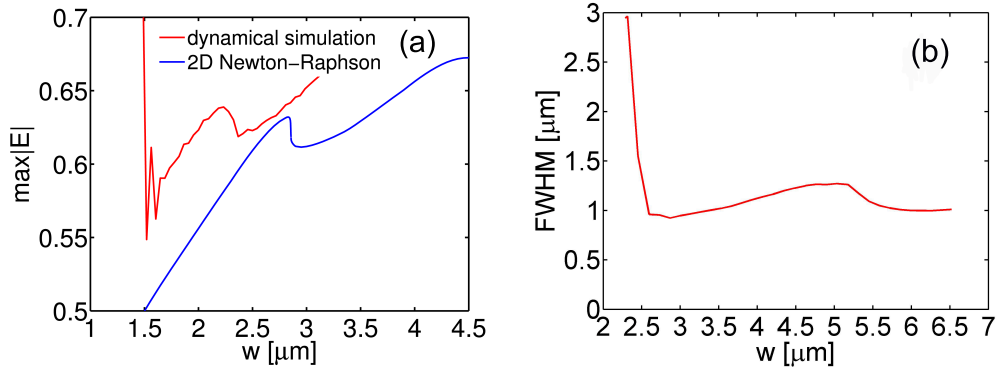 0.7
0.65
0.6
0.55
0.5
max|E|
dynamical simulation
2D Newton−Raphson
(a)
1 1.5 2 2.5 3 3.5 4 4.5
w [μm]
3
2.5
2
1.5
1
0.5
0
FWHM [μm]
(b)
2 2.5 3 3.5 4 4.5 5 5.5 6 6.5 7
w [μm]